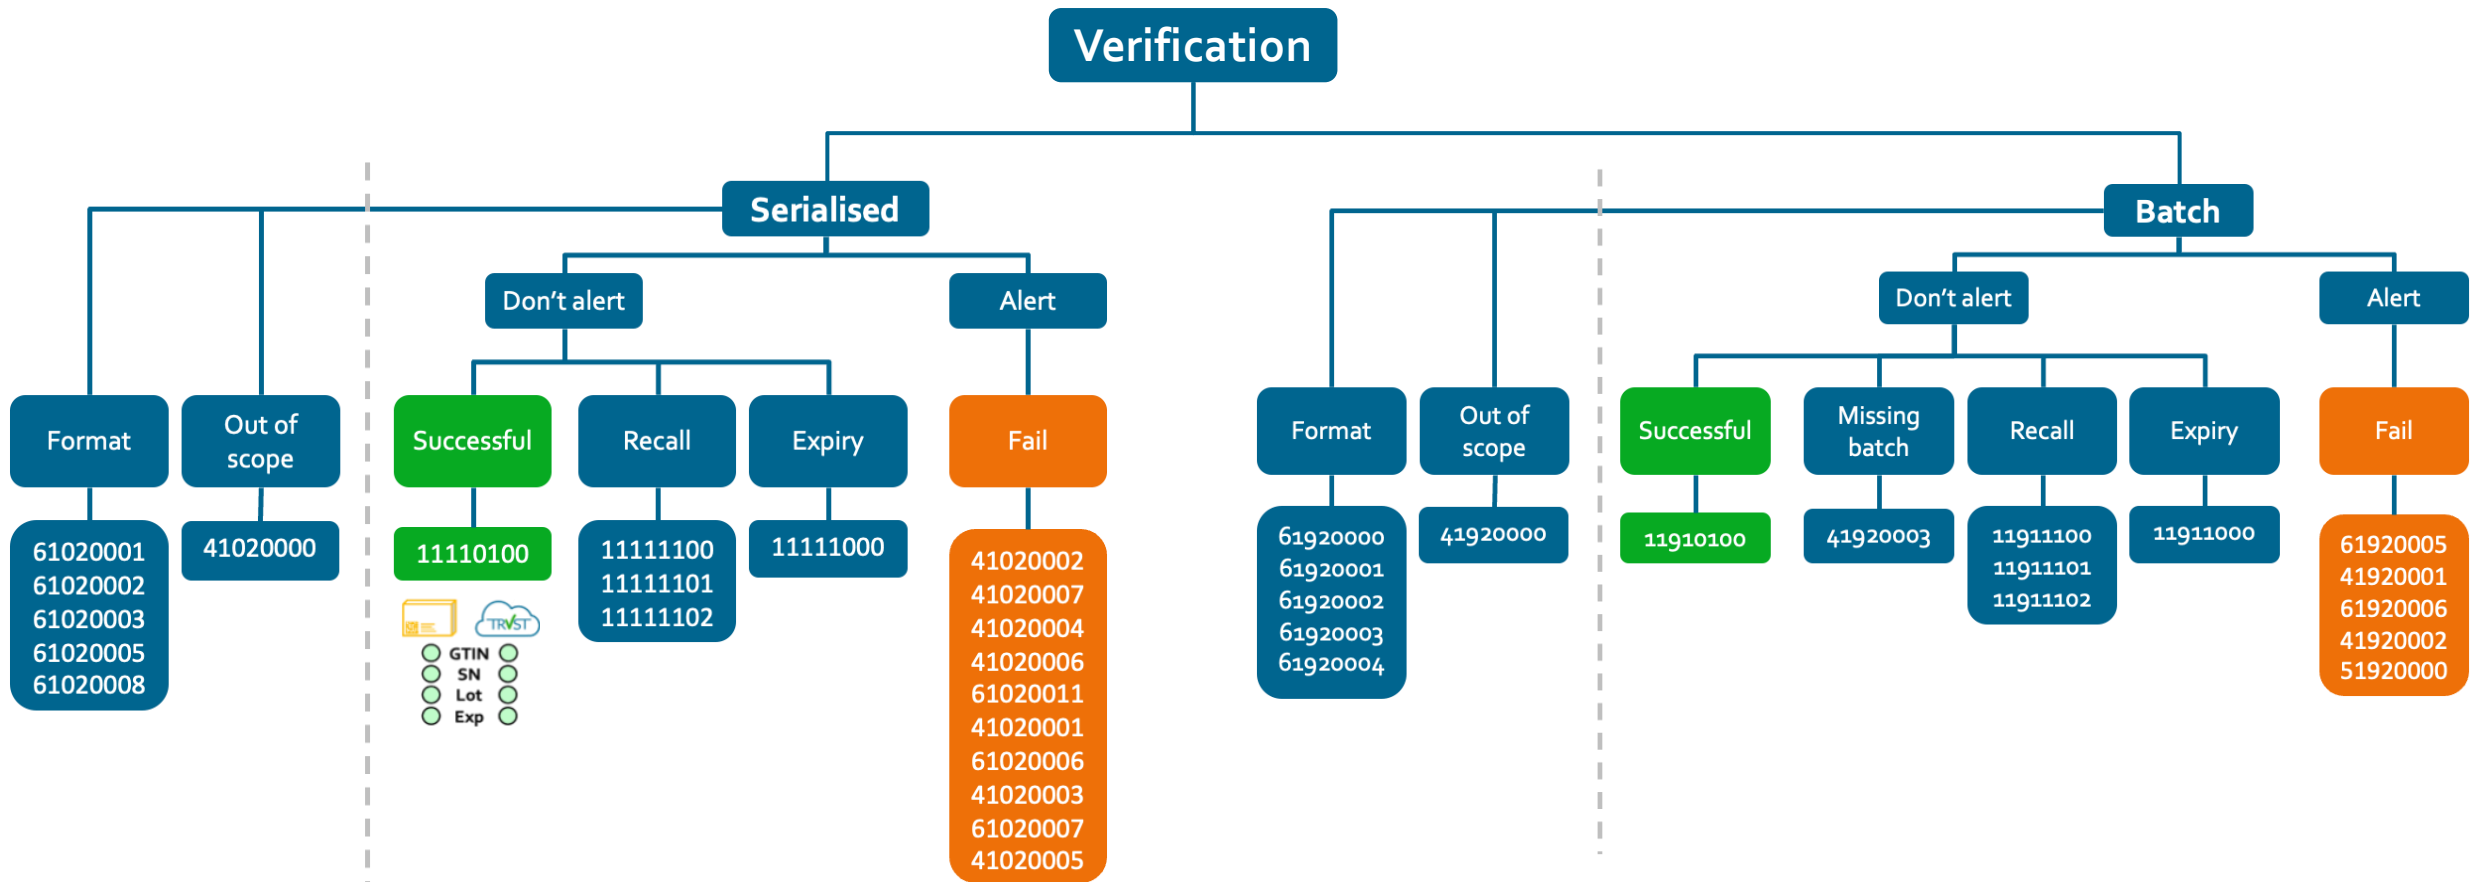 Verification
Serialised
Batch
Don't alert
Alert
Don't alert
Alert
Format
Out of
scope
Successful
Recall
Expiry
Fail
Format
Out of
scope
Successful
Missing
batch
Recall
Expiry
Fail
61020001
61020002
61020003
61020005
61020008
41020000
11110100
TRVST
GTIN
SN
Lot
Exp
11111100
11111101
11111102
11111000
41020002
41020007
41020004
41020006
61020011
41020001
61020006
41020003
61020007
41020005
61920000
61920001
61920002
61920003
61920004
41920000
11910100
41920003
11911100
11911101
11911102
11911000
61920005
41920001
61920006
41920002
51920000